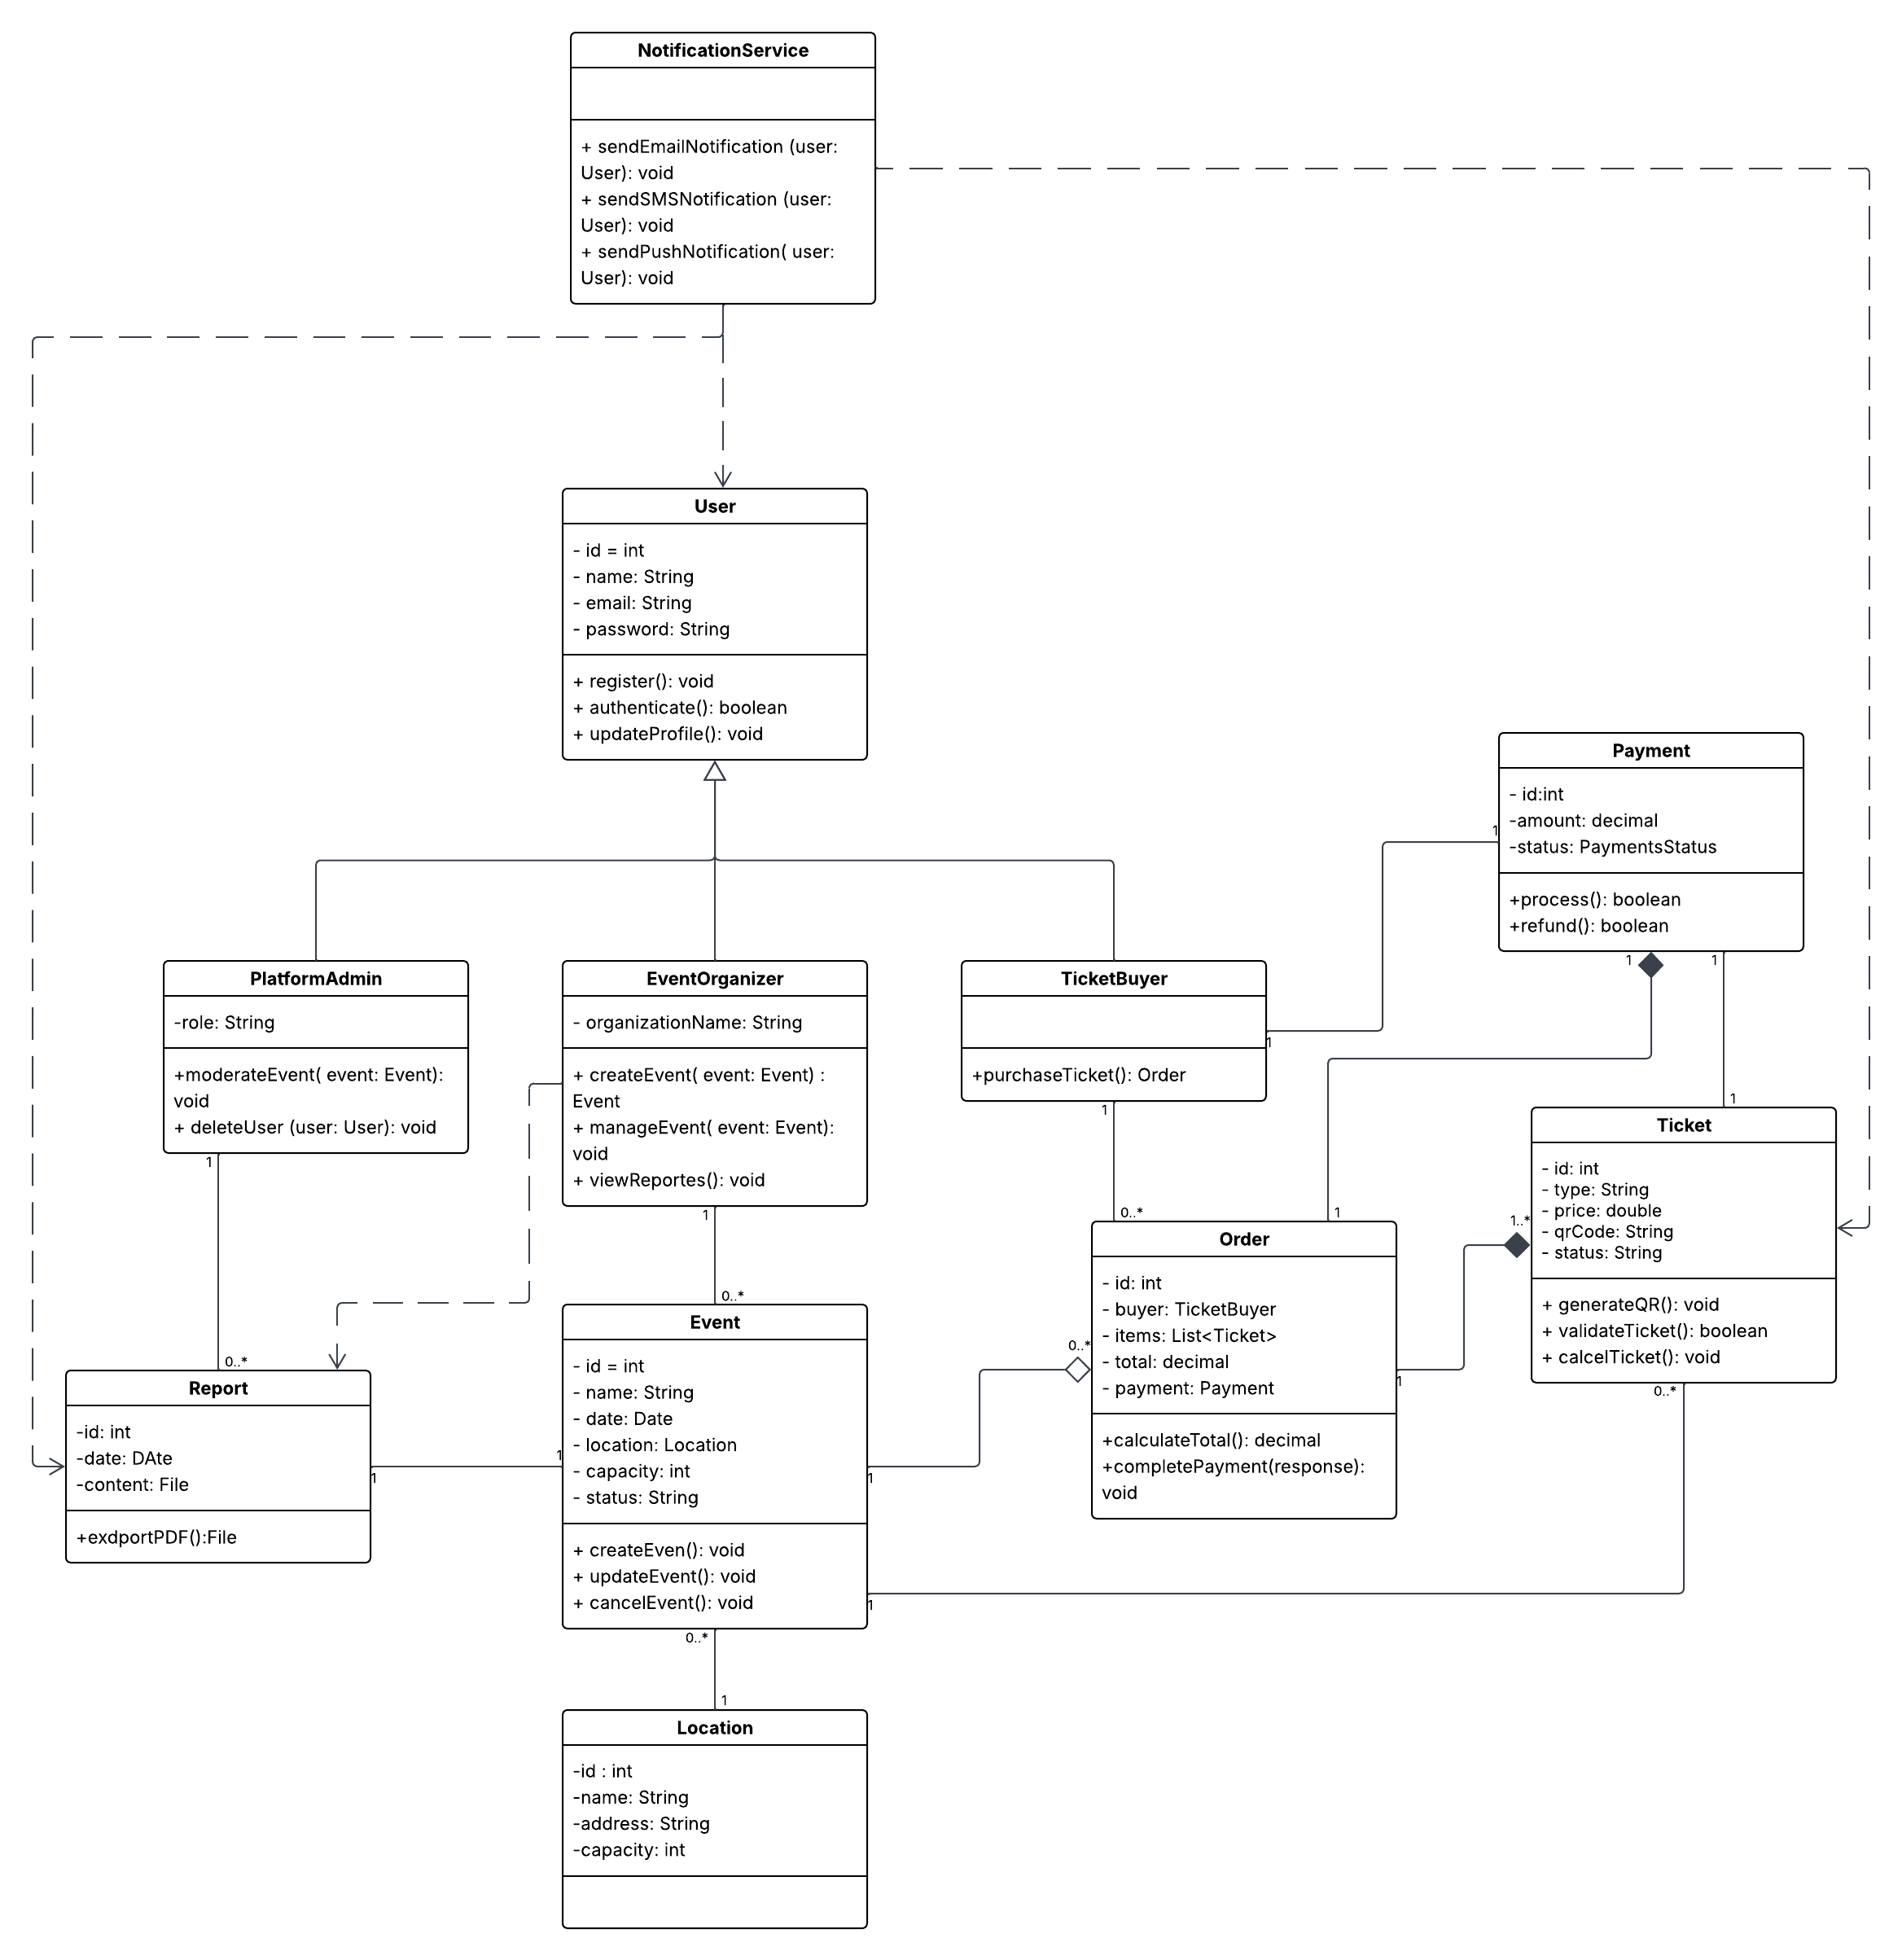 NotificationService
+ sendEmailNotification (user:
User): void
+ sendSMSNotification (user:
User): void
+ sendPushNotification( user:
User): void
User
- id = int
- name: String
- email: String
- password: String
+ register(): void
+ authenticate(): boolean
+ updateProfile(): void
Payment
- id:int
-amount: decimal
-status: PaymentsStatus
+process(): boolean
+refund(): boolean
1
1
1
PlatformAdmin
-role: String
+moderateEvent( event: Event):
void
+ deleteUser (user: User): void
1
EventOrganizer
- organizationName: String
+ createEvent( event: Event) :
Event
+ manageEvent( event: Event):
void
+ viewReportes(): void
1
TicketBuyer
+purchaseTicket(): Order
1
1
1
Ticket
- id: int
- type: String
- price: double
- qrCode: String
- status: String
+ generateQR(): void
+ validateTicket(): boolean
+ calcelTicket(): void
1..*
0..*
0..*
1
Order
- id: int
- buyer: TicketBuyer
- items: List<Ticket>
- total: decimal
- payment: Payment
+calculateTotal(): decimal
+completePayment(response):
void
0..*
1
0..*
Event
- id = int
- name: String
- date: Date
- location: Location
- capacity: int
- status: String
+ createEven(): void
+ updateEvent(): void
+ cancelEvent(): void
1
1
1
0..*
0..*
Report
-id: int
-date: DAte
-content: File
+exdportPDF():File
1
1
Location
-id : int
-name: String
-address: String
-capacity: int